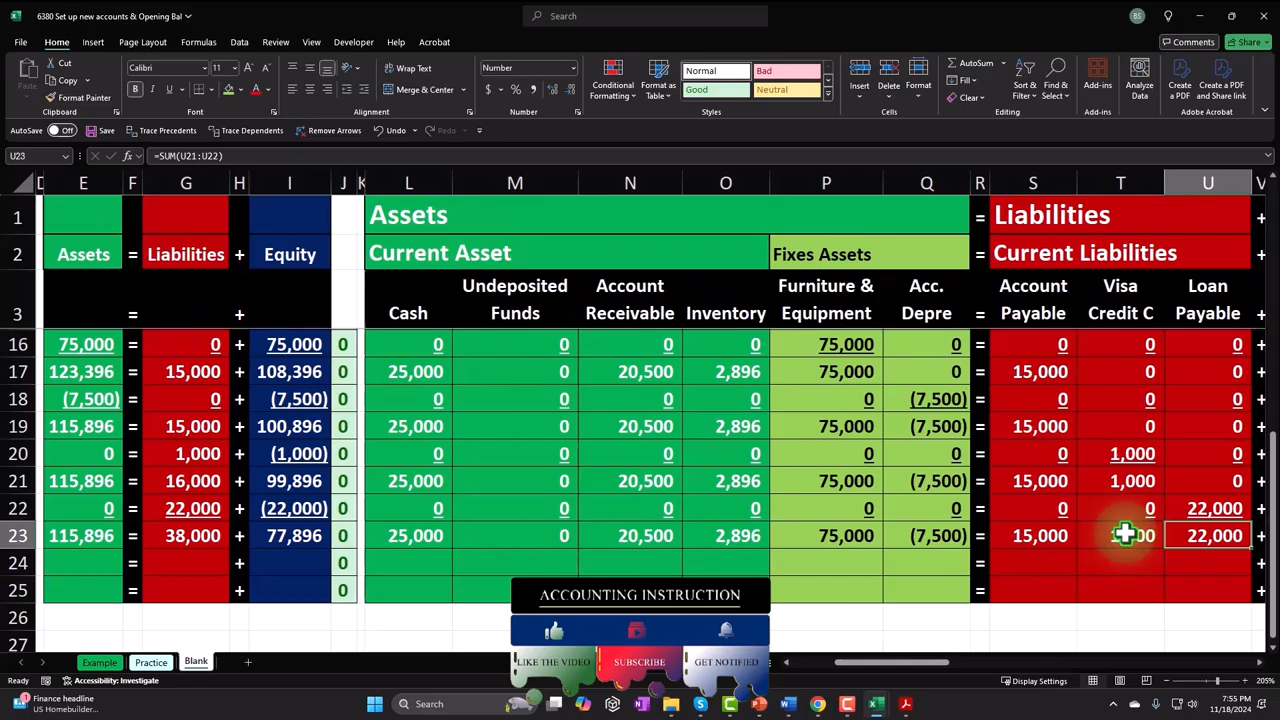 6380 Set up new accounts & Opening Bal
Search
BS
File Home Insert Page Layout Formulas Data Review View Developer Help Acrobat
Comments Share
Cut
Copy
Format Painter
Paste
Clipboard
Calibri 11
Font
Wrap Text
Merge & Center
Alignment
Number
Number
Conditional Formatting
Format as Table
Normal Bad
Good Neutral
Styles
Insert Delete Format
Cells
AutoSum
Fill
Clear
Sort & Filter
Find & Select
Editing
Add-ins
Add-ins
Analyze Data
Create a PDF
Create a PDF and Share link
Adobe Acrobat
AutoSave Off Save Trace Precedents Trace Dependents Remove Arrows Undo Redo
U23 fx =SUM(U21:U22)
D E F G H I J K L M N O P Q R S T U V
1 Assets = Liabilities +
2 Assets = Liabilities + Equity Current Asset Fixes Assets = Current Liabilities +
3 = + Cash Undeposited Funds Account Receivable Inventory Furniture & Equipment Acc. Depre = Account Payable Visa Credit C Loan Payable +
16 75,000 = 0 + 75,000 0 0 0 0 0 75,000 0 = 0 0 0 +
17 123,396 = 15,000 + 108,396 0 25,000 0 20,500 2,896 75,000 0 = 15,000 0 0 +
18 (7,500) = 0 + (7,500) 0 0 0 0 0 0 (7,500) = 0 0 0 +
19 115,896 = 15,000 + 100,896 0 25,000 0 20,500 2,896 75,000 (7,500) = 15,000 0 0 +
20 0 = 1,000 + (1,000) 0 0 0 0 0 0 0 = 0 1,000 0 +
21 115,896 = 16,000 + 99,896 0 25,000 0 20,500 2,896 75,000 (7,500) = 15,000 1,000 0 +
22 0 = 22,000 + (22,000) 0 0 0 0 0 0 0 = 0 0 22,000 +
23 115,896 = 38,000 + 77,896 0 25,000 0 20,500 2,896 75,000 (7,500) = 15,000 22,000 +
24 = + 0 = +
25 = + 0 = +
26
27
ACCOUNTING INSTRUCTION
LIKE THE VIDEO SUBSCRIBE GET NOTIFIED
Example Practice Blank
Ready Accessibility: Investigate
Display Settings 205%
Finance headline
US Homebuilder...
Search
7:55 PM
11/18/2024